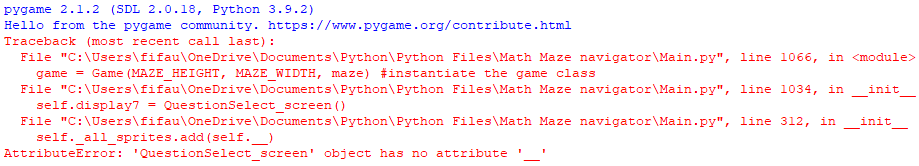 pygame 2.1.2 (SDL 2.0.18, Python 3.9.2)
Hello from the pygame community. https://www.pygame.org/contribute.html
Traceback (most recent call last):
  File "C:\Users\fifau\OneDrive\Documents\Python\Python Files\Math Maze navigator\Main.py", line 1066, in <module>
    game = Game(MAZE_HEIGHT, MAZE_WIDTH, maze) #instantiate the game class
  File "C:\Users\fifau\OneDrive\Documents\Python\Python Files\Math Maze navigator\Main.py", line 1034, in __init__
    self.display7 = QuestionSelect_screen()
  File "C:\Users\fifau\OneDrive\Documents\Python\Python Files\Math Maze navigator\Main.py", line 312, in __init__
    self._all_sprites.add(self.__)
AttributeError: 'QuestionSelect_screen' object has no attribute '__'